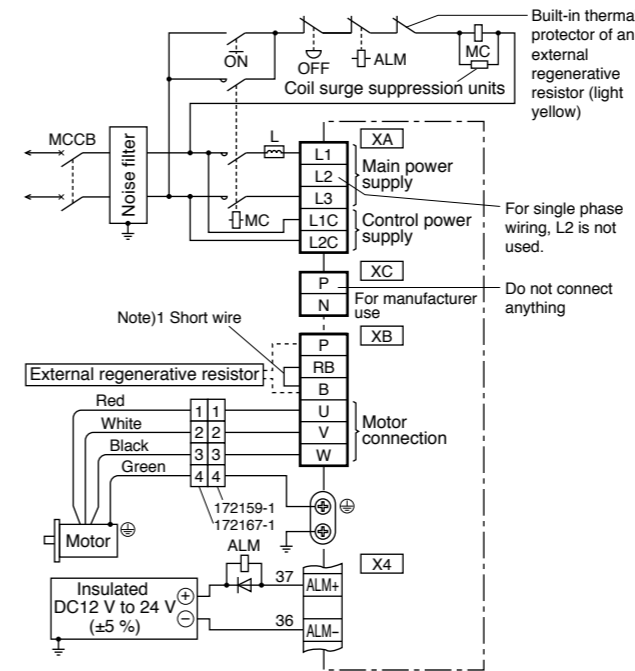 Built-in therma
protector of an
external
regenerative
resistor (light
yellow)
ON
OFF
ALM
MC
Coil surge suppression units
MCCB
Noise filter
L
MC
XA
L1
L2
L3
L1C
L2C
Main power
supply
Control power
supply
For single phase
wiring, L2 is not
used.
XC
P
N
For manufacturer
use
Do not connect
anything
Note)1 Short wire
XB
P
RB
B
U
V
W
External regenerative resistor
Motor
connection
Red
White
Black
Green
1 1
2 2
3 3
4 4
172159-1
172167-1
Motor
ALM
X4
Insulated
DC12 V to 24 V
(±5 %)
+
−
37
ALM+
36
ALM−